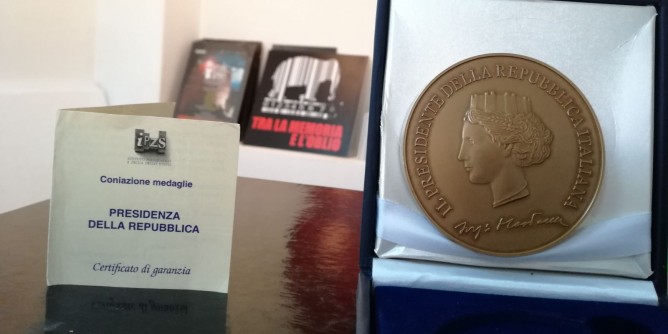 IPZS
Coniazione medaglie
PRESIDENZA
DELLA REPUBBLICA
Certificato di garanzia
TRA LA MEMORIA
E L'OBLIO
IL PRESIDENTE DELLA REPUBBLICA ITALIANA